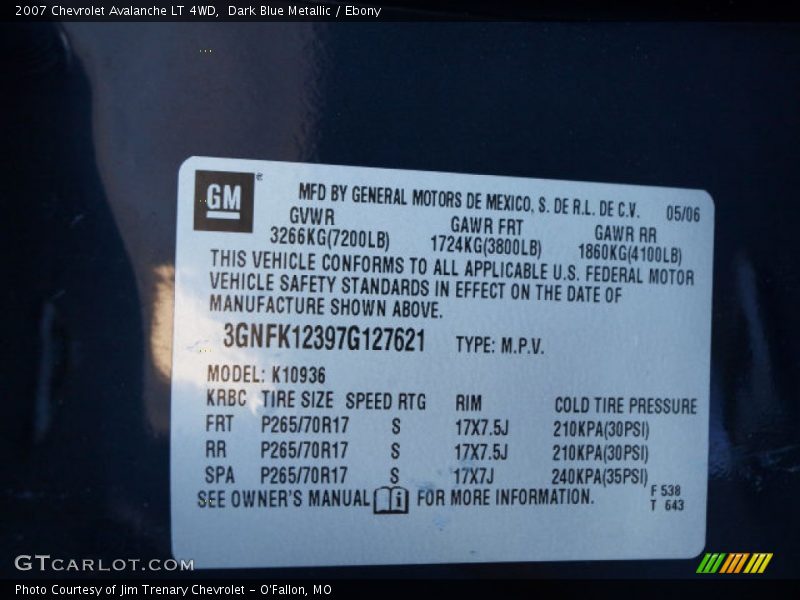 2007 Chevrolet Avalanche LT 4WD, Dark Blue Metallic / Ebony
GM®
MFD BY GENERAL MOTORS DE MEXICO, S. DE R.L. DE C.V. 05/06
GVWR GAWR FRT GAWR RR
3266KG(7200LB) 1724KG(3800LB) 1860KG(4100LB)
THIS VEHICLE CONFORMS TO ALL APPLICABLE U.S. FEDERAL MOTOR
VEHICLE SAFETY STANDARDS IN EFFECT ON THE DATE OF
MANUFACTURE SHOWN ABOVE.
3GNFK12397G127621 TYPE: M.P.V.
MODEL: K10936
KRBC TIRE SIZE SPEED RTG RIM COLD TIRE PRESSURE
FRT P265/70R17 S 17X7.5J 210KPA(30PSI)
RR P265/70R17 S 17X7.5J 210KPA(30PSI)
SPA P265/70R17 S 17X7J 240KPA(35PSI)
SEE OWNER'S MANUAL i FOR MORE INFORMATION.
F 538
T 643
GTCARLOT.COM
Photo Courtesy of Jim Trenary Chevrolet - O'Fallon, MO